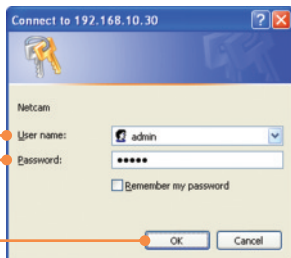 Connect to 192.168.10.30
Netcam
User name:
admin
Password:
•••••
Remember my password
OK
Cancel